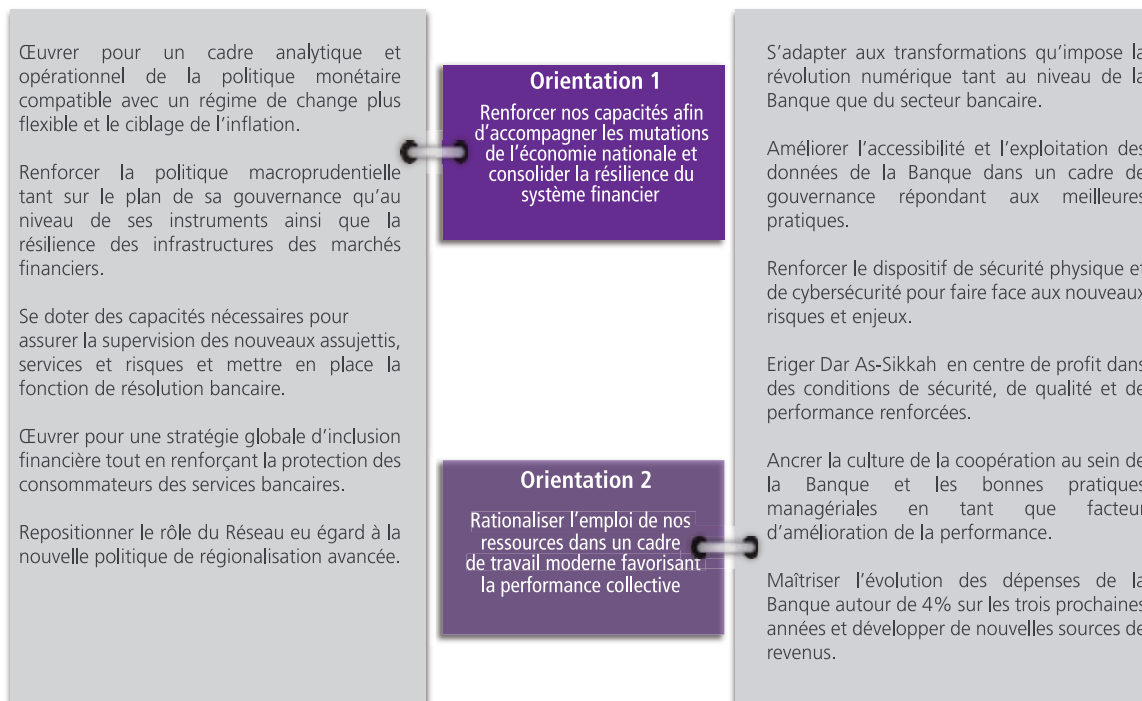 Œuvrer pour un cadre analytique et
opérationnel de la politique monétaire
compatible avec un régime de change plus
flexible et le ciblage de l’inflation.
Renforcer la politique macroprudentielle
tant sur le plan de sa gouvernance qu’au
niveau de ses instruments ainsi que la
résilience des infrastructures des marchés
financiers.
Se doter des capacités nécessaires pour
assurer la supervision des nouveaux assujettis,
services et risques et mettre en place la
fonction de résolution bancaire.
Œuvrer pour une stratégie globale d’inclusion
financière tout en renforçant la protection des
consommateurs des services bancaires.
Repositionner le rôle du Réseau eu égard à la
nouvelle politique de régionalisation avancée.
Orientation 1
Renforcer nos capacités afin
d’accompagner les mutations
de l’économie nationale et
consolider la résilience du
système financier
Orientation 2
Rationaliser l’emploi de nos
ressources dans un cadre
de travail moderne favorisant
la performance collective
S’adapter aux transformations qu’impose la
révolution numérique tant au niveau de la
Banque que du secteur bancaire.
Améliorer l’accessibilité et l’exploitation des
données de la Banque dans un cadre de
gouvernance répondant aux meilleures
pratiques.
Renforcer le dispositif de sécurité physique et
de cybersécurité pour faire face aux nouveaux
risques et enjeux.
Eriger Dar As-Sikkah en centre de profit dans
des conditions de sécurité, de qualité et de
performance renforcées.
Ancrer la culture de la coopération au sein de
la Banque et les bonnes pratiques
managériales en tant que facteur
d’amélioration de la performance.
Maîtriser l’évolution des dépenses de la
Banque autour de 4% sur les trois prochaines
années et développer de nouvelles sources de
revenus.